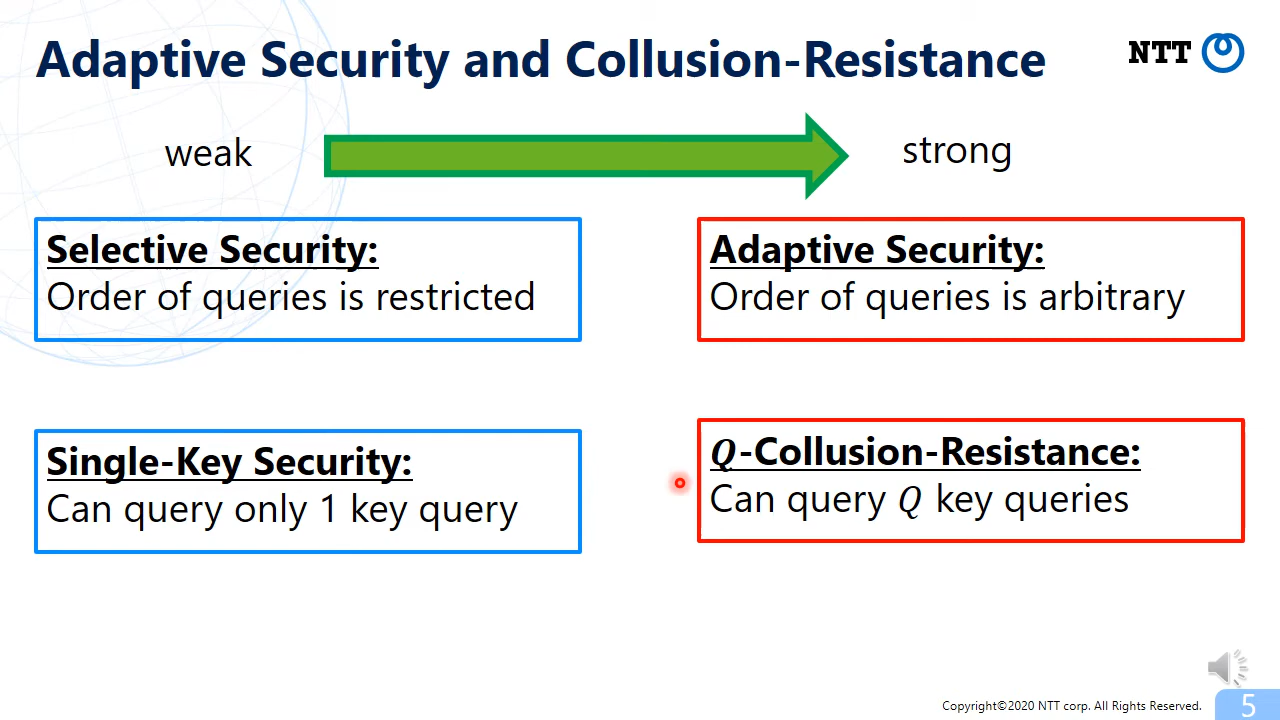 Adaptive Security and Collusion-Resistance
NTT
weak
strong
Selective Security:
Order of queries is restricted
Adaptive Security:
Order of queries is arbitrary
Single-Key Security:
Can query only 1 key query
𝑸-Collusion-Resistance:
Can query 𝑄 key queries
Copyright©2020 NTT corp. All Rights Reserved.
5